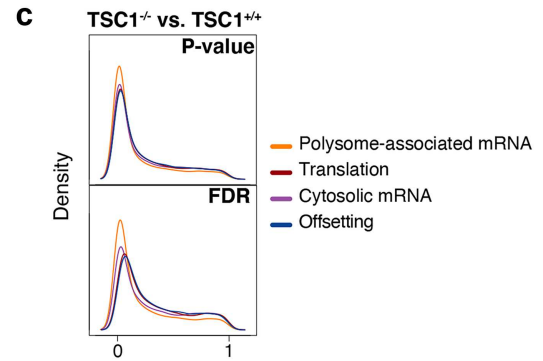 C
TSC1-/- vs. TSC1+/+
P-value
FDR
Density
0 1
Polysome-associated mRNA
Translation
Cytosolic mRNA
Offsetting